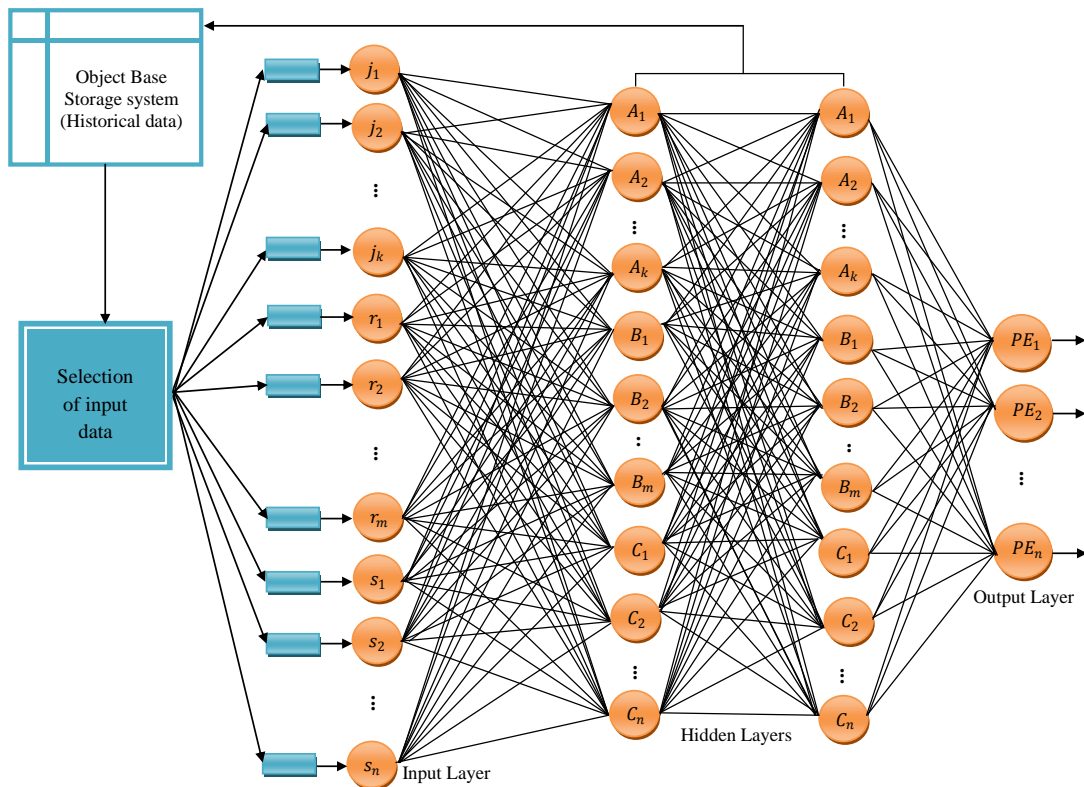 Object Base
Storage system
(Historical data)
Selection
of input
data
j₁
j₂
⋮
jₖ
r₁
r₂
⋮
rₘ
s₁
s₂
⋮
sₙ
Input Layer
A₁
A₂
⋮
Aₖ
B₁
B₂
⋮
Bₘ
C₁
C₂
⋮
Cₙ
Hidden Layers
A₁
A₂
⋮
Aₖ
B₁
B₂
⋮
Bₘ
C₁
C₂
⋮
Cₙ
PE₁
PE₂
⋮
PEₙ
Output Layer